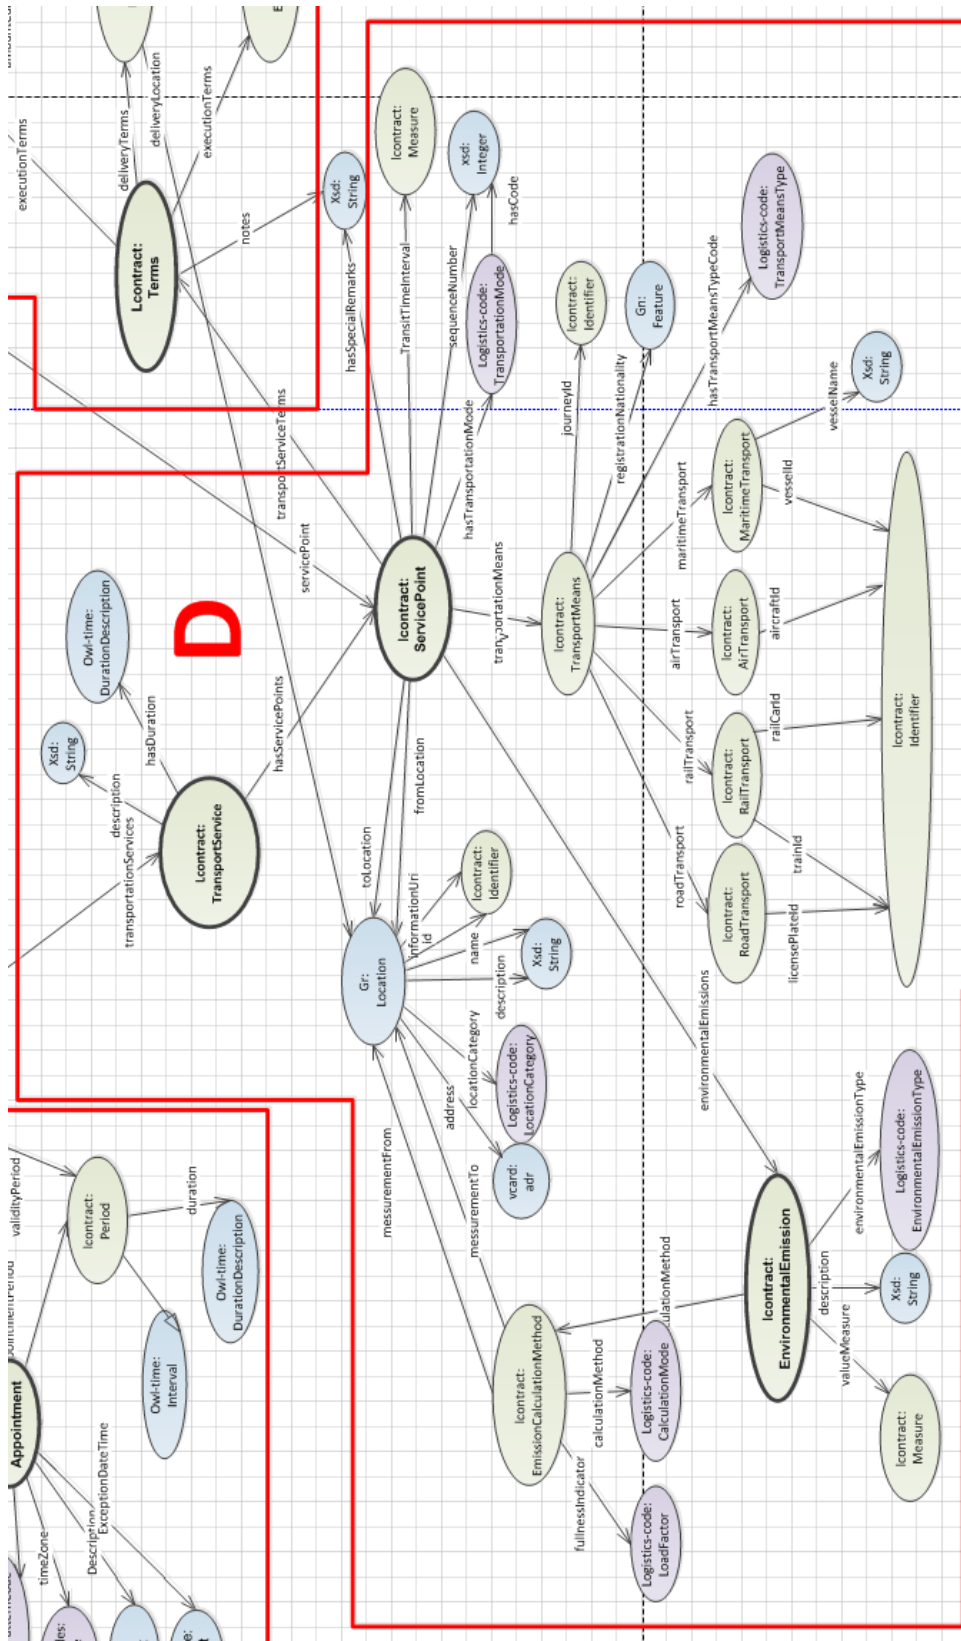 executionTerms
deliveryTerms
deliveryLocation
executionTerms
Lcontract:
Terms
notes
Xsd:
String
hasSpecialRemarks
lcontract:
Measure
TransitTimeInterval
xsd:
Integer
hasCode
sequenceNumber
Logistics-code:
TransportationMode
hasTransportationMode
lcontract:
Identifier
journeyId
Gn:
Feature
registrationNationality
Logistics-code:
TransportMeansType
hasTransportMeansTypeCode
transportServiceTerms
servicePoint
D
Owl-time:
DurationDescription
hasDuration
Xsd:
String
description
transportationServices
Lcontract:
TransportService
hasServicePoints
lcontract:
ServicePoint
transportationMeans
lcontract:
TransportMeans
maritimeTransport
lcontract:
MaritimeTransport
vesselName
Xsd:
String
vesselId
airTransport
lcontract:
AirTransport
aircraftId
railTransport
lcontract:
RailTransport
railCarId
trainId
roadTransport
lcontract:
RoadTransport
licensePlateId
lcontract:
Identifier
toLocation
fromLocation
Gr:
Location
informationUri
id
lcontract:
Identifier
name
description
Xsd:
String
locationCategory
Logistics-code:
LocationCategory
address
vcard:
adr
environmentalEmissions
messurementFrom
messurementTo
lcontract:
EmissionCalculationMethod
calculationMethod
Logistics-code:
CalculationMode
ulationMethod
fullnessIndicator
Logistics-code:
LoadFactor
lcontract:
EnvironmentalEmission
environmentalEmissionType
Logistics-code:
EnvironmentalEmissionType
description
Xsd:
String
valueMeasure
lcontract:
Measure
validityPeriod
lcontract:
Period
duration
Owl-time:
DurationDescription
Owl-time:
Interval
Appointment
ExceptionDateTime
Description
timeZone